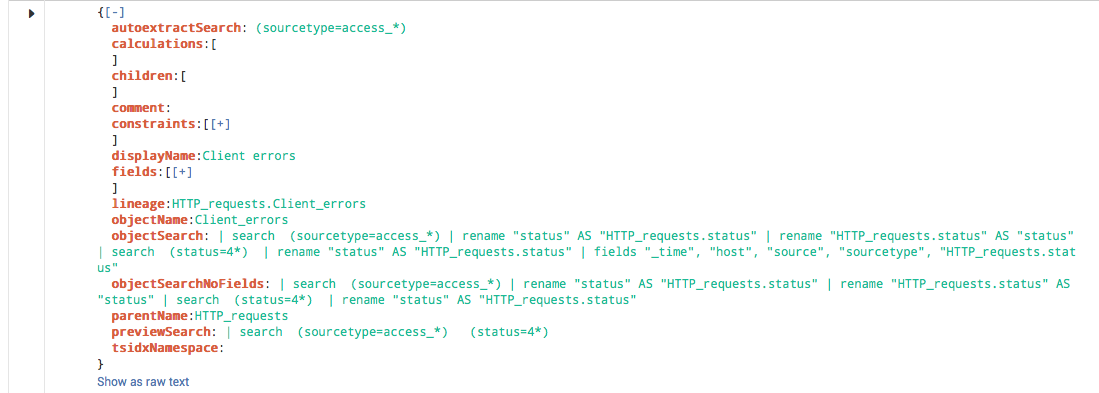 {[-]
autoextractSearch: (sourcetype=access_*)
calculations:[
]
children:[
]
comment:
constraints:[[+]
]
displayName:Client errors
fields:[[+]
]
lineage:HTTP_requests.Client_errors
objectName:Client_errors
objectSearch: | search  (sourcetype=access_*) | rename "status" AS "HTTP_requests.status" | rename "HTTP_requests.status" AS "status"
| search  (status=4*)  | rename "status" AS "HTTP_requests.status" | fields "_time", "host", "source", "sourcetype", "HTTP_requests.stat
us"
objectSearchNoFields: | search  (sourcetype=access_*) | rename "status" AS "HTTP_requests.status" | rename "HTTP_requests.status" AS
"status" | search  (status=4*)  | rename "status" AS "HTTP_requests.status"
parentName:HTTP_requests
previewSearch: | search  (sourcetype=access_*)   (status=4*)
tsidxNamespace:
}
Show as raw text